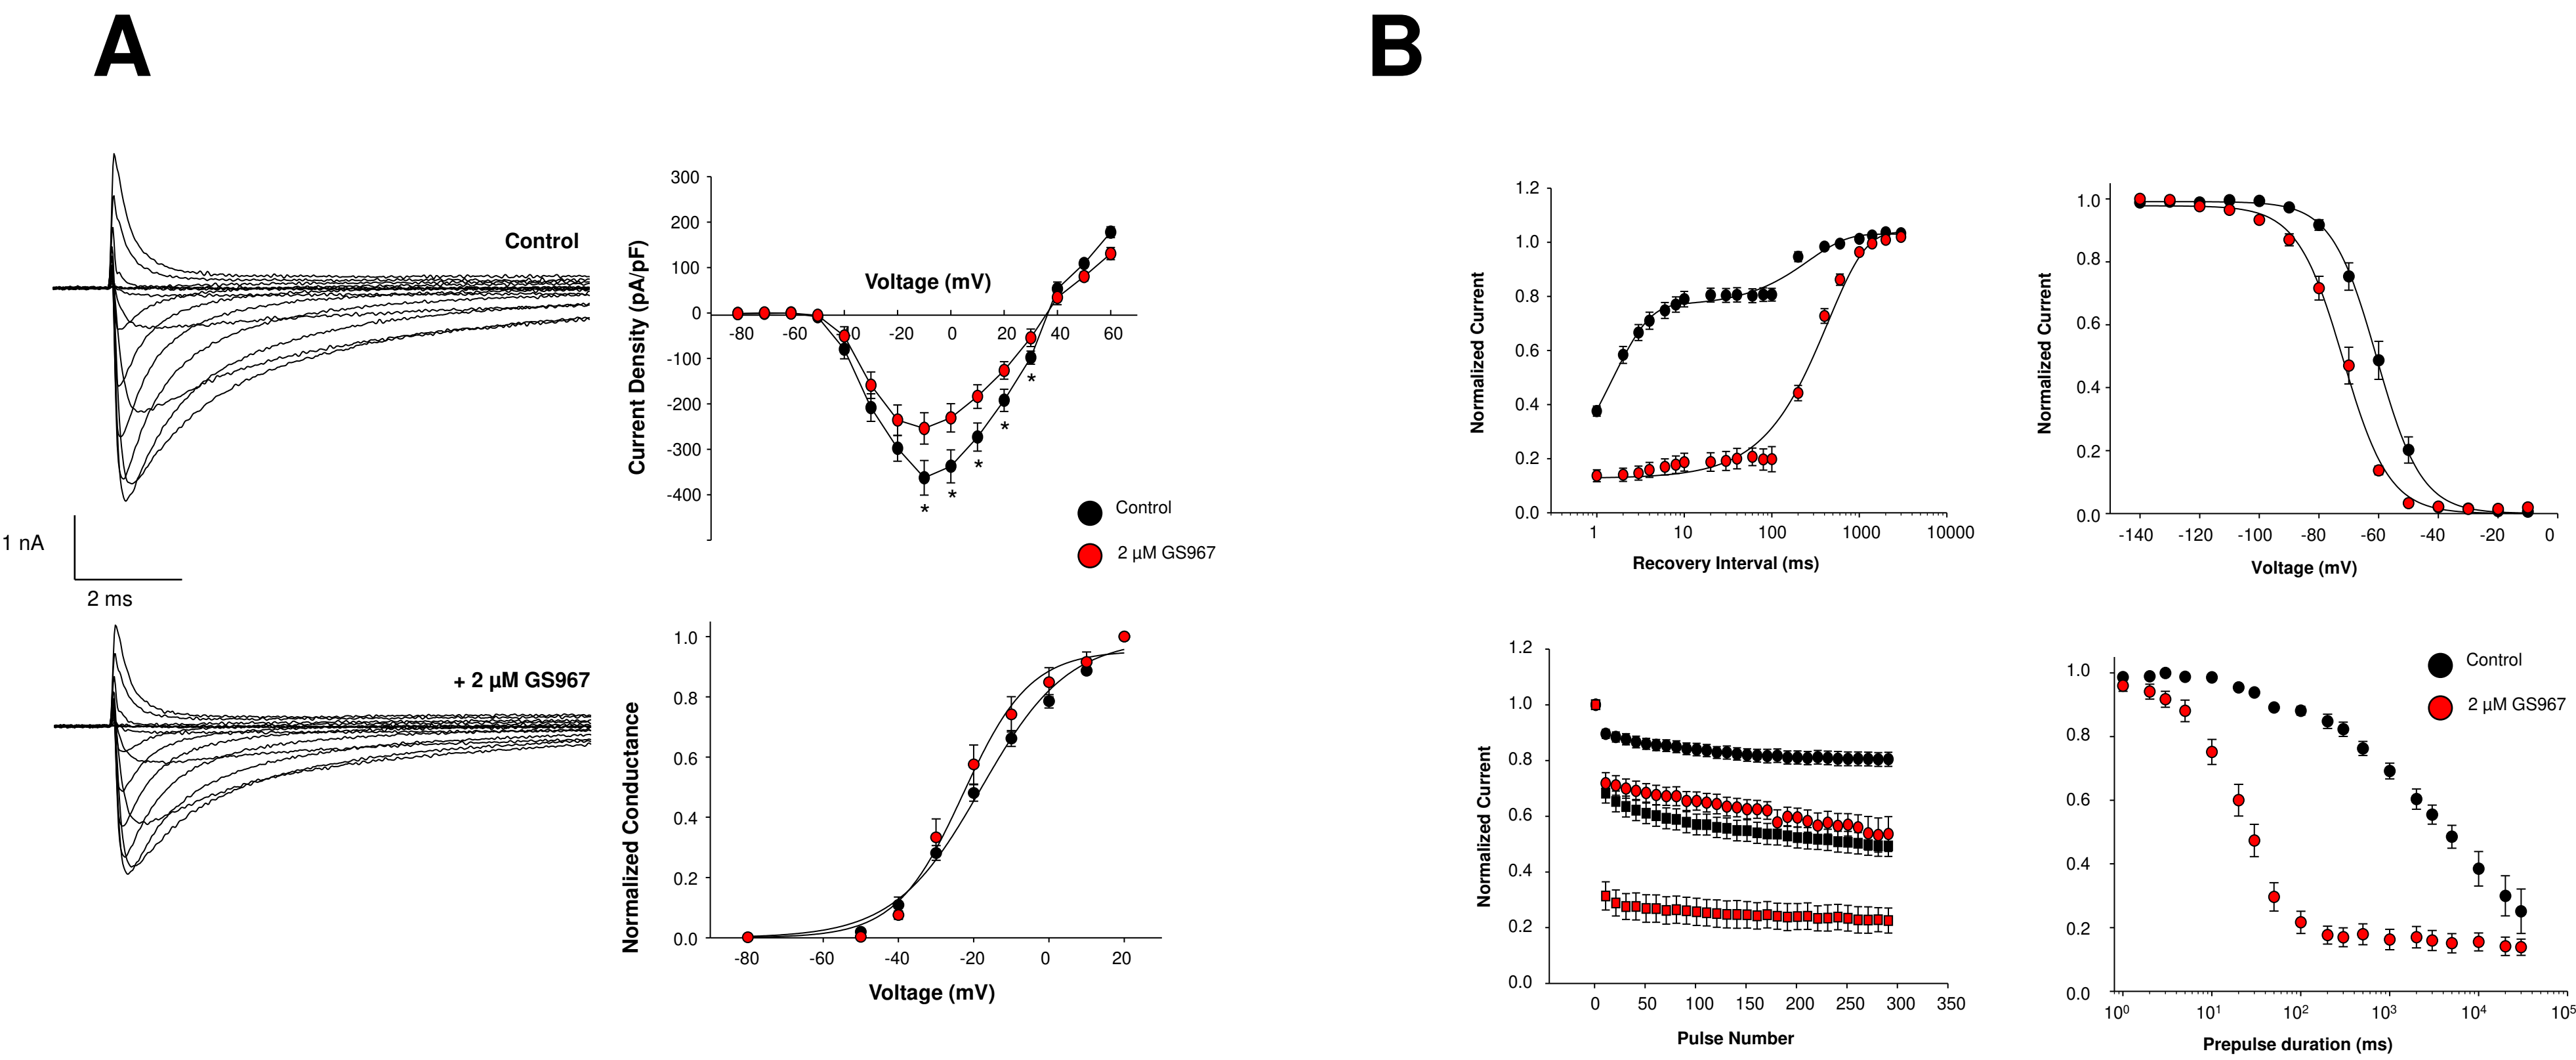 A
B
Control
1 nA
2 ms
+ 2 µM GS967
300
200
100
0
-100
-200
-300
-400
Current Density (pA/pF)
Voltage (mV)
-80 -60 -40 -20 0 20 40 60
*
*
*
*
*
Control
2 µM GS967
1.0
0.8
0.6
0.4
0.2
0.0
Normalized Conductance
-80 -60 -40 -20 0 20
Voltage (mV)
1.2
1.0
0.8
0.6
0.4
0.2
0.0
Normalized Current
1 10 100 1000 10000
Recovery Interval (ms)
1.0
0.8
0.6
0.4
0.2
0.0
Normalized Current
-140 -120 -100 -80 -60 -40 -20 0
Voltage (mV)
1.2
1.0
0.8
0.6
0.4
0.2
0.0
Normalized Current
0 50 100 150 200 250 300 350
Pulse Number
Control
2 µM GS967
1.0
0.8
0.6
0.4
0.2
0.0
10⁰ 10¹ 10² 10³ 10⁴ 10⁵
Prepulse duration (ms)